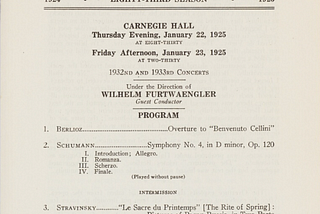 1924 EIGHTY-THIRD SEASON 1925
CARNEGIE HALL
Thursday Evening, January 22, 1925
AT EIGHT-THIRTY
Friday Afternoon, January 23, 1925
AT TWO-THIRTY
1932ND AND 1933RD CONCERTS
Under the Direction of
WILHELM FURTWAENGLER
Guest Conductor
PROGRAM
1. BERLIOZ....................Overture to "Benvenuto Cellini"
2. SCHUMANN....................Symphony No. 4, in D minor, Op. 120
I. Introduction; Allegro.
II. Romanza.
III. Scherzo.
IV. Finale.
(Played without pause)
INTERMISSION
3. STRAVINSKY.........."Le Sacre du Printemps" [The Rite of Spring]: